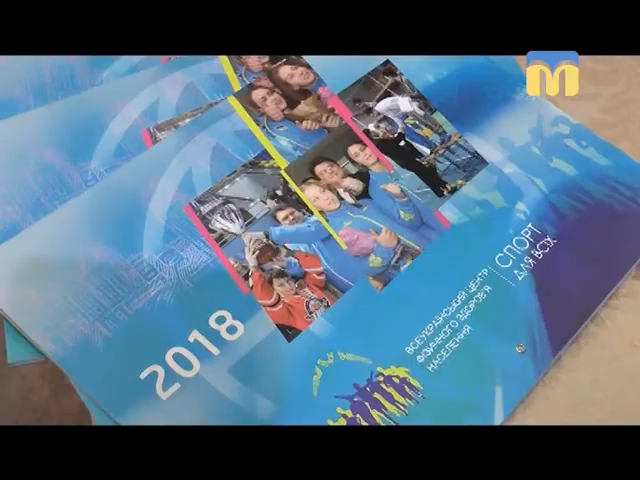 2018
ВСЕУКРАЇНСЬКИЙ ЦЕНТР
ФІЗИЧНОГО ЗДОРОВ'Я
НАСЕЛЕННЯ
СПОРТ
ДЛЯ ВСІХ